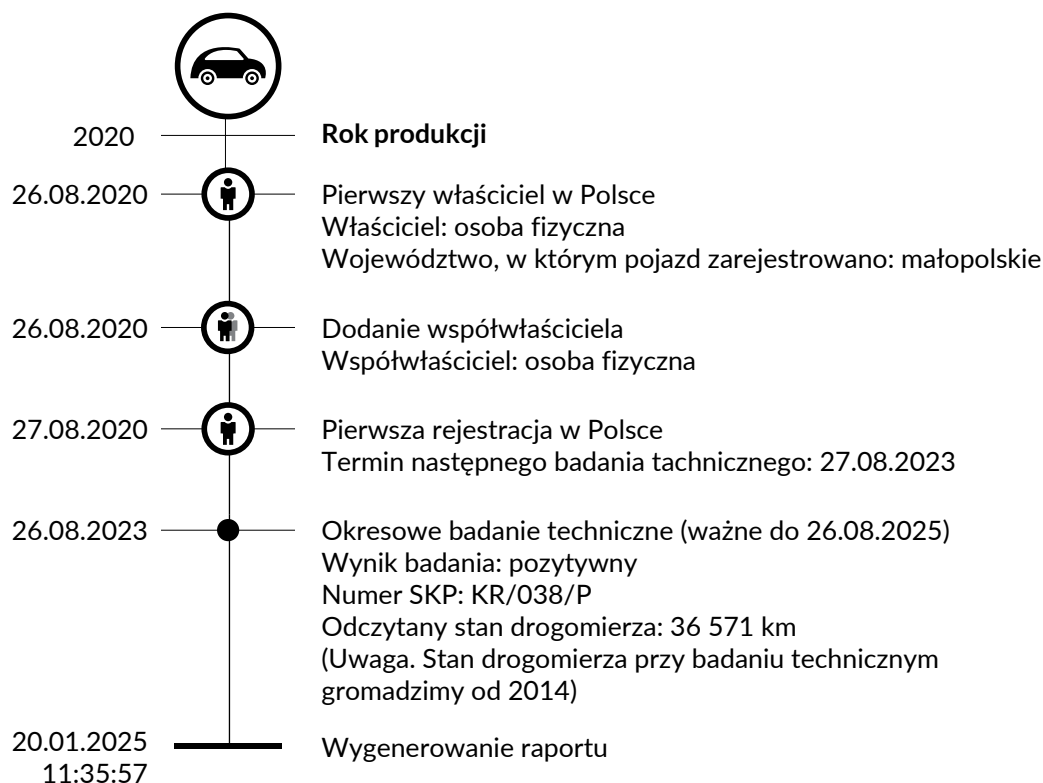 2020 Rok produkcji
26.08.2020 Pierwszy właściciel w Polsce
Właściciel: osoba fizyczna
Województwo, w którym pojazd zarejestrowano: małopolskie
26.08.2020 Dodanie współwłaściciela
Współwłaściciel: osoba fizyczna
27.08.2020 Pierwsza rejestracja w Polsce
Termin następnego badania tachnicznego: 27.08.2023
26.08.2023 Okresowe badanie techniczne (ważne do 26.08.2025)
Wynik badania: pozytywny
Numer SKP: KR/038/P
Odczytany stan drogomierza: 36 571 km
(Uwaga. Stan drogomierza przy badaniu technicznym
gromadzimy od 2014)
20.01.2025 Wygenerowanie raportu
11:35:57